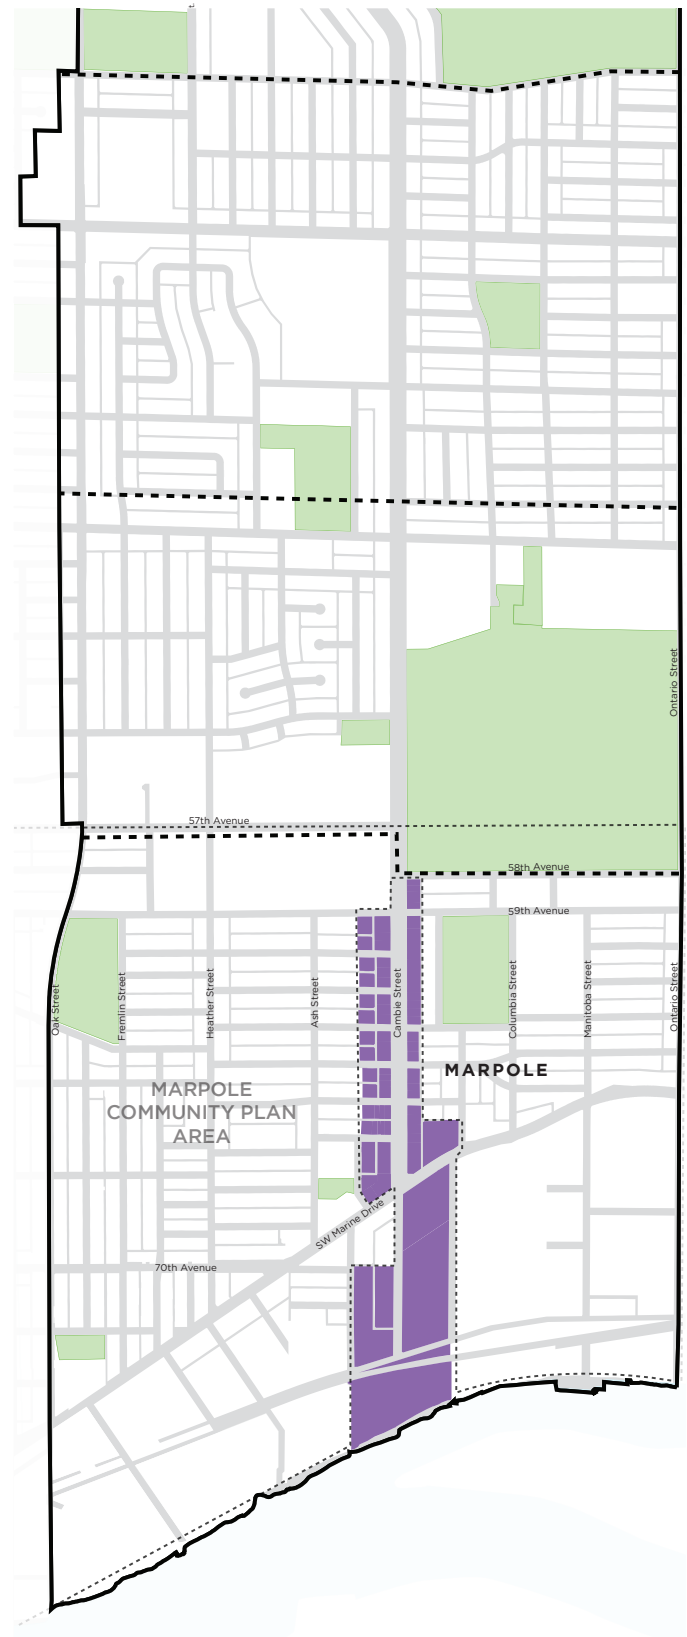 57th Avenue
58th Avenue
59th Avenue
Ontario Street
Oak Street
Fremlin Street
Heather Street
Ash Street
Cambie Street
Columbia Street
Manitoba Street
Ontario Street
MARPOLE
MARPOLE
COMMUNITY PLAN
AREA
SW Marine Drive
70th Avenue